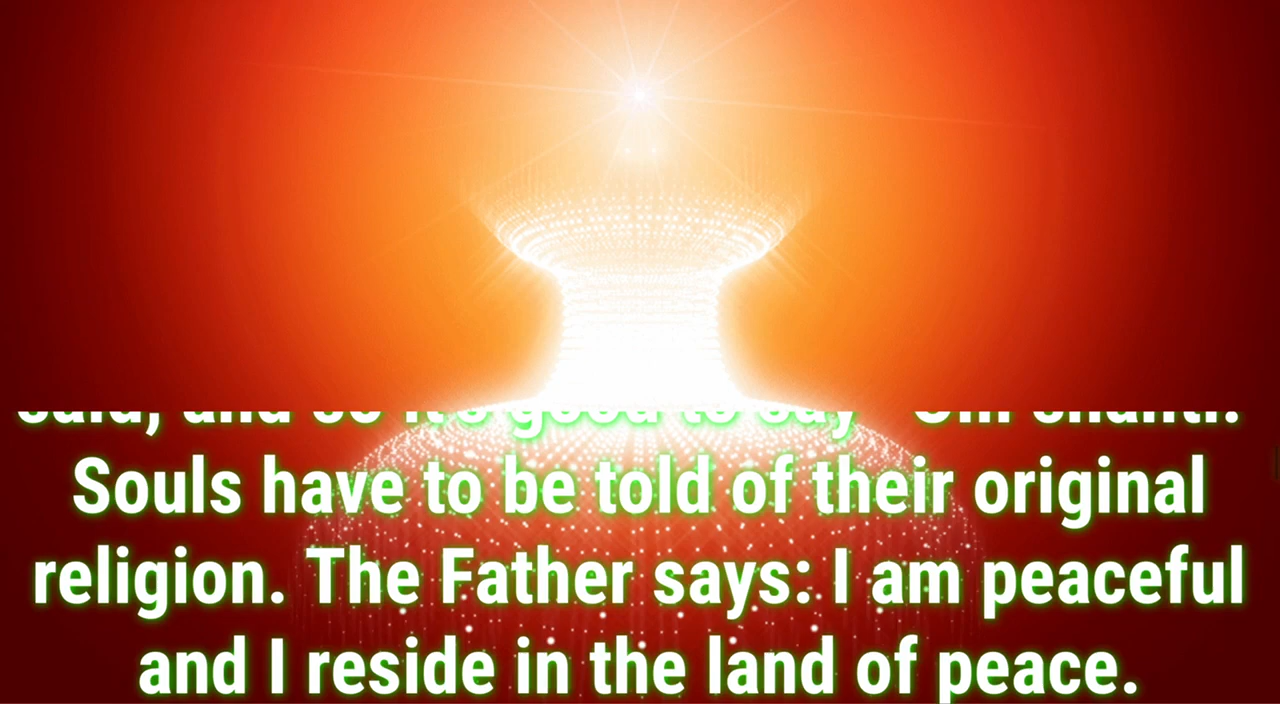 said, and so it's good to say "Om shanti."
Souls have to be told of their original
religion. The Father says: I am peaceful
and I reside in the land of peace.